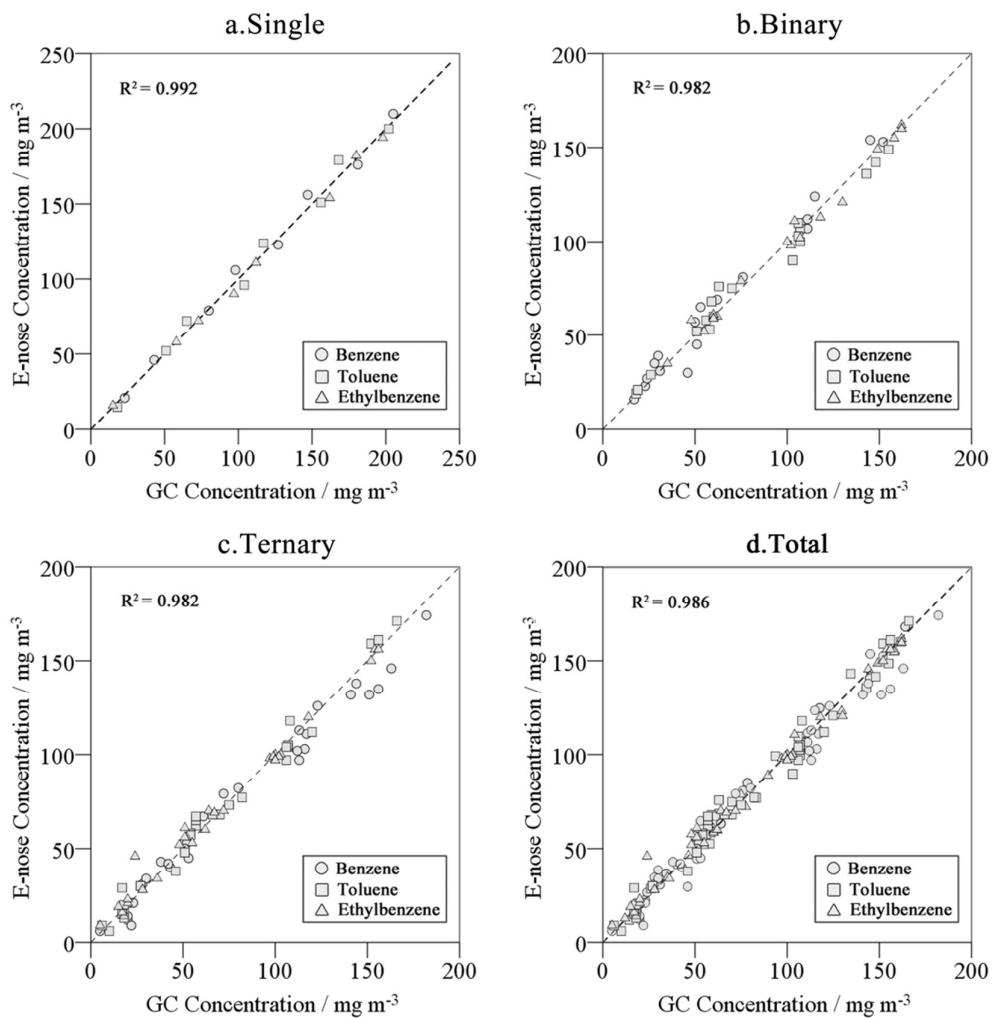 a.Single
E-nose Concentration / mg m-3
250
200
150
100
50
0
R² = 0.992
Benzene
Toluene
Ethylbenzene
0 50 100 150 200 250
GC Concentration / mg m-3
b.Binary
E-nose Concentration / mg m-3
200
150
100
50
0
R² = 0.982
Benzene
Toluene
Ethylbenzene
0 50 100 150 200
GC Concentration / mg m-3
c.Ternary
E-nose Concentration / mg m-3
200
150
100
50
0
R² = 0.982
Benzene
Toluene
Ethylbenzene
0 50 100 150 200
GC Concentration / mg m-3
d.Total
E-nose Concentration / mg m-3
200
150
100
50
0
R² = 0.986
Benzene
Toluene
Ethylbenzene
0 50 100 150 200
GC Concentration / mg m-3